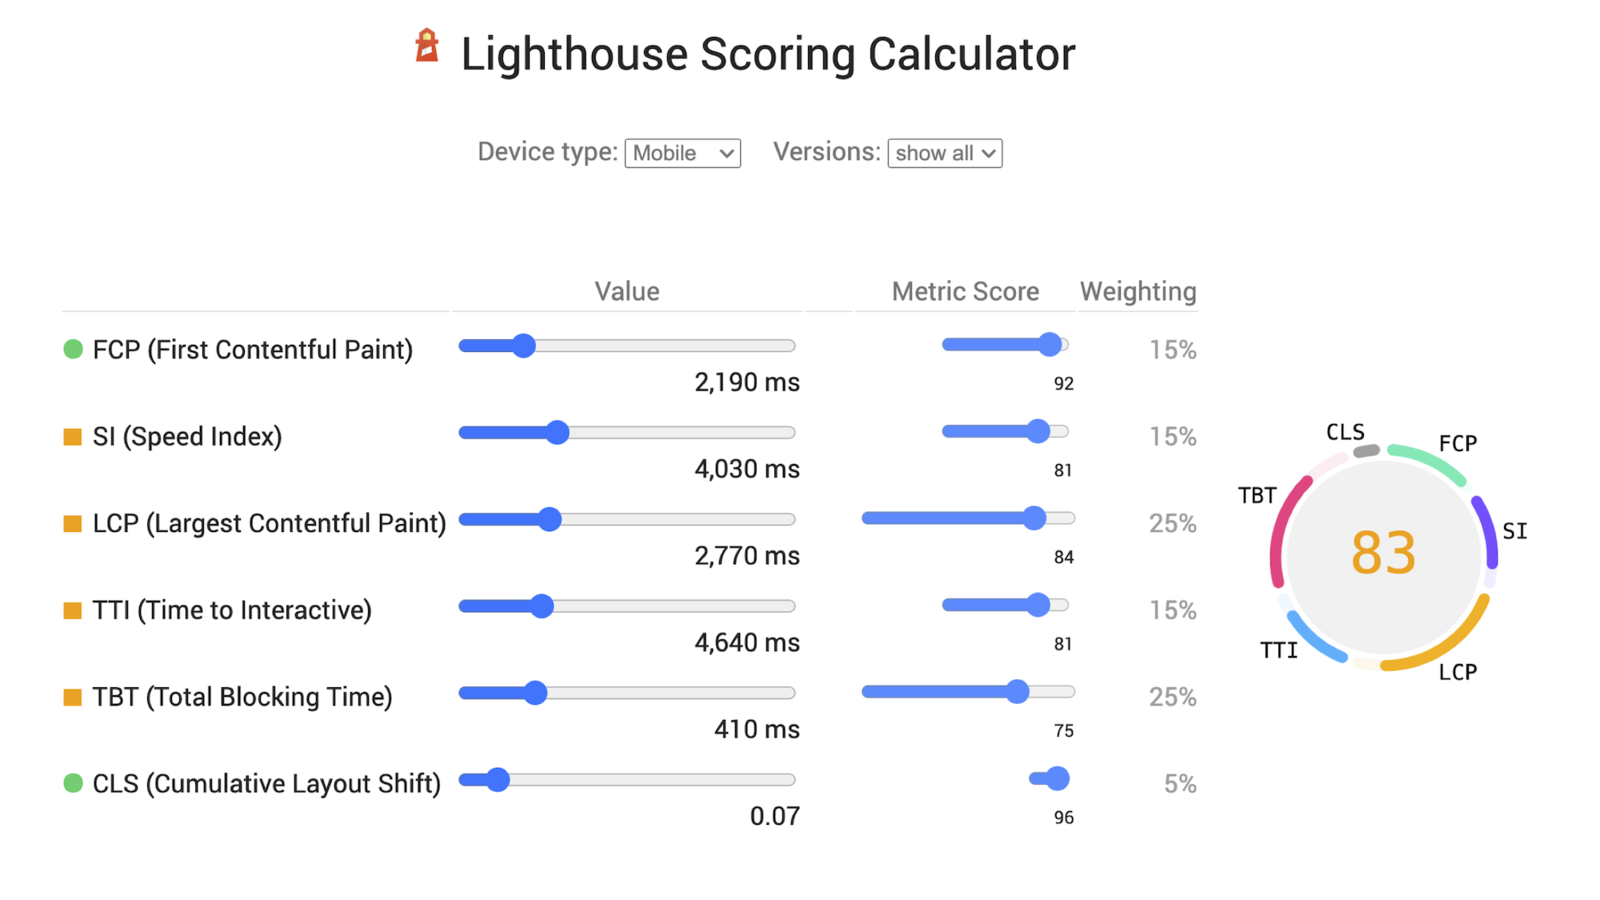 Lighthouse Scoring Calculator
Device type: Mobile Versions: show all
Value Metric Score Weighting
FCP (First Contentful Paint) 15%
2,190 ms 92
SI (Speed Index) 15%
4,030 ms 81
LCP (Largest Contentful Paint) 25%
2,770 ms 84
TTI (Time to Interactive) 15%
4,640 ms 81
TBT (Total Blocking Time) 25%
410 ms 75
CLS (Cumulative Layout Shift) 5%
0.07 96
CLS FCP
TBT SI
83
TTI LCP